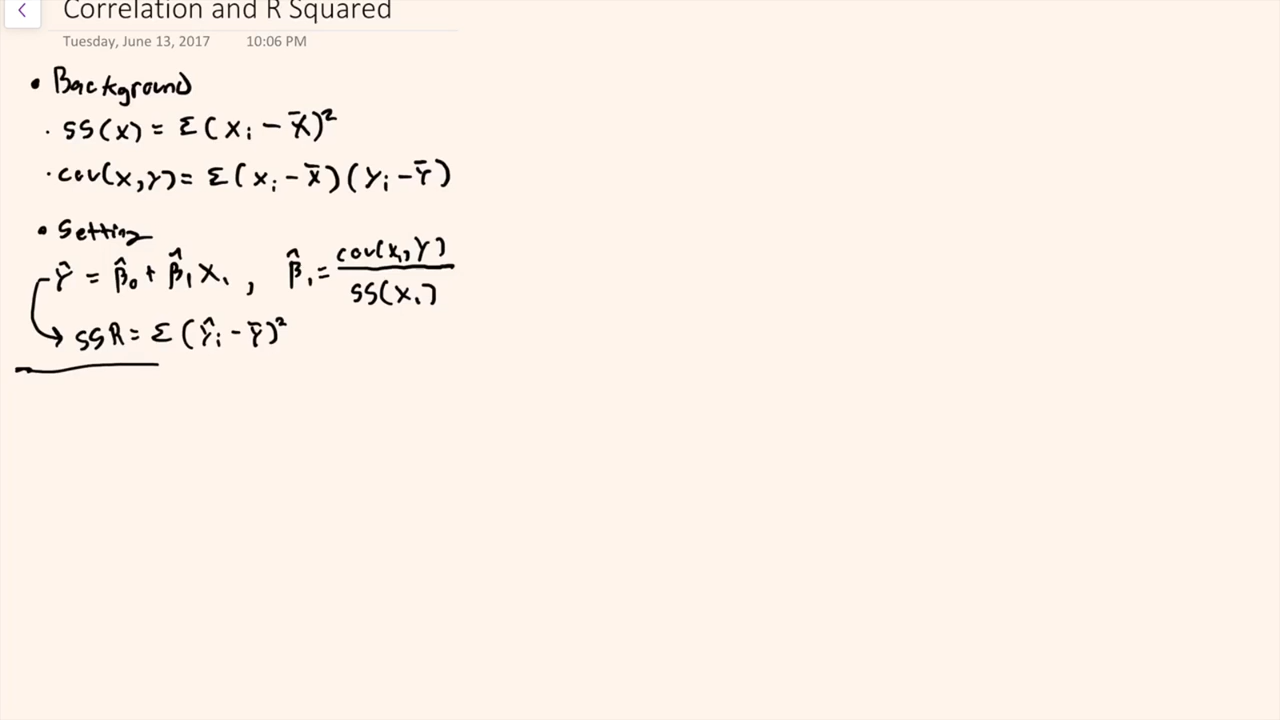 Correlation and R Squared
Tuesday, June 13, 2017 10:06 PM
• Background
· SS(X) = Σ(Xᵢ − X̄)²
· cov(X,Y) = Σ(Xᵢ − X̄)(Yᵢ − Ȳ)
• Setting
Ŷ = β̂₀ + β̂₁X₁ , β̂₁ = cov(X₁,Y) / SS(X₁)
→ SSR = Σ(Ŷᵢ − Ȳ)²